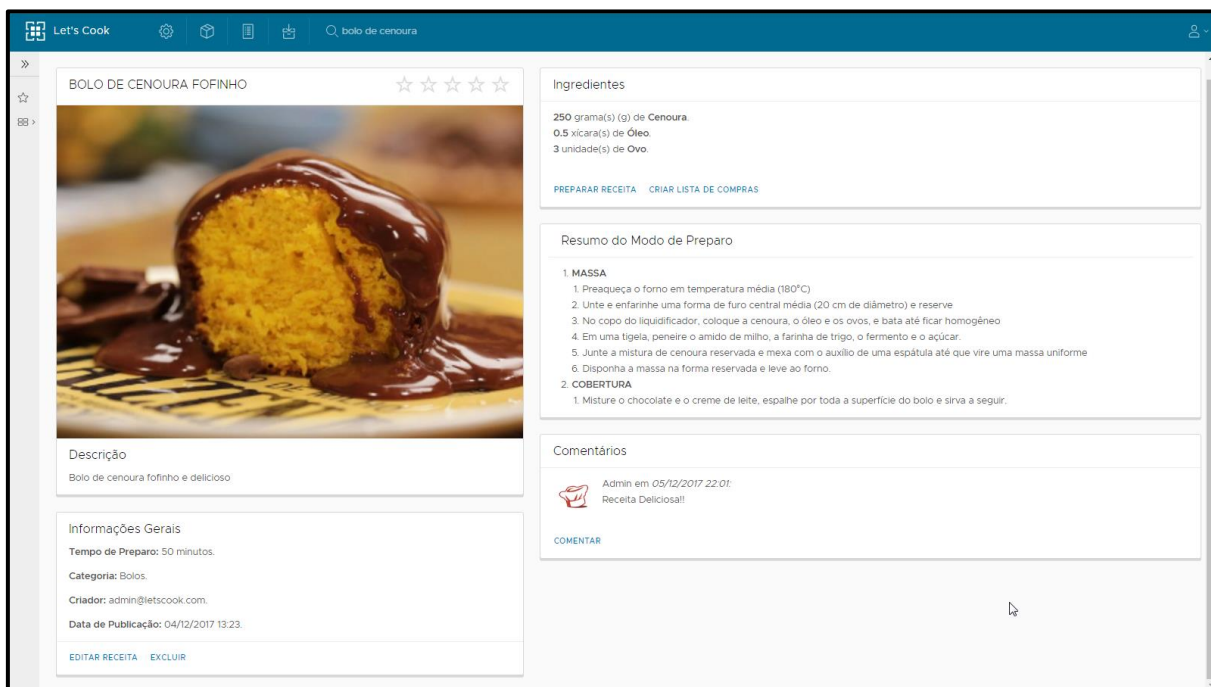 Let's Cook
bolo de cenoura
BOLO DE CENOURA FOFINHO
Descrição
Bolo de cenoura fofinho e delicioso
Informações Gerais
Tempo de Preparo: 50 minutos.
Categoria: Bolos.
Criador: admin@letscook.com.
Data de Publicação: 04/12/2017 13:23.
EDITAR RECEITA EXCLUIR
Ingredientes
250 grama(s) (g) de Cenoura.
0.5 xícara(s) de Óleo.
3 unidade(s) de Ovo.
PREPARAR RECEITA CRIAR LISTA DE COMPRAS
Resumo do Modo de Preparo
1. MASSA
1. Preaqueça o forno em temperatura média (180°C)
2. Unte e enfarinhe uma forma de furo central média (20 cm de diâmetro) e reserve
3. No copo do liquidificador, coloque a cenoura, o óleo e os ovos, e bata até ficar homogêneo
4. Em uma tigela, peneire o amido de milho, a farinha de trigo, o fermento e o açúcar.
5. Junte a mistura de cenoura reservada e mexa com o auxílio de uma espátula até que vire uma massa uniforme
6. Disponha a massa na forma reservada e leve ao forno.
2. COBERTURA
1. Misture o chocolate e o creme de leite, espalhe por toda a superfície do bolo e sirva a seguir.
Comentários
Admin em 05/12/2017 22:01:
Receita Deliciosa!!
COMENTAR